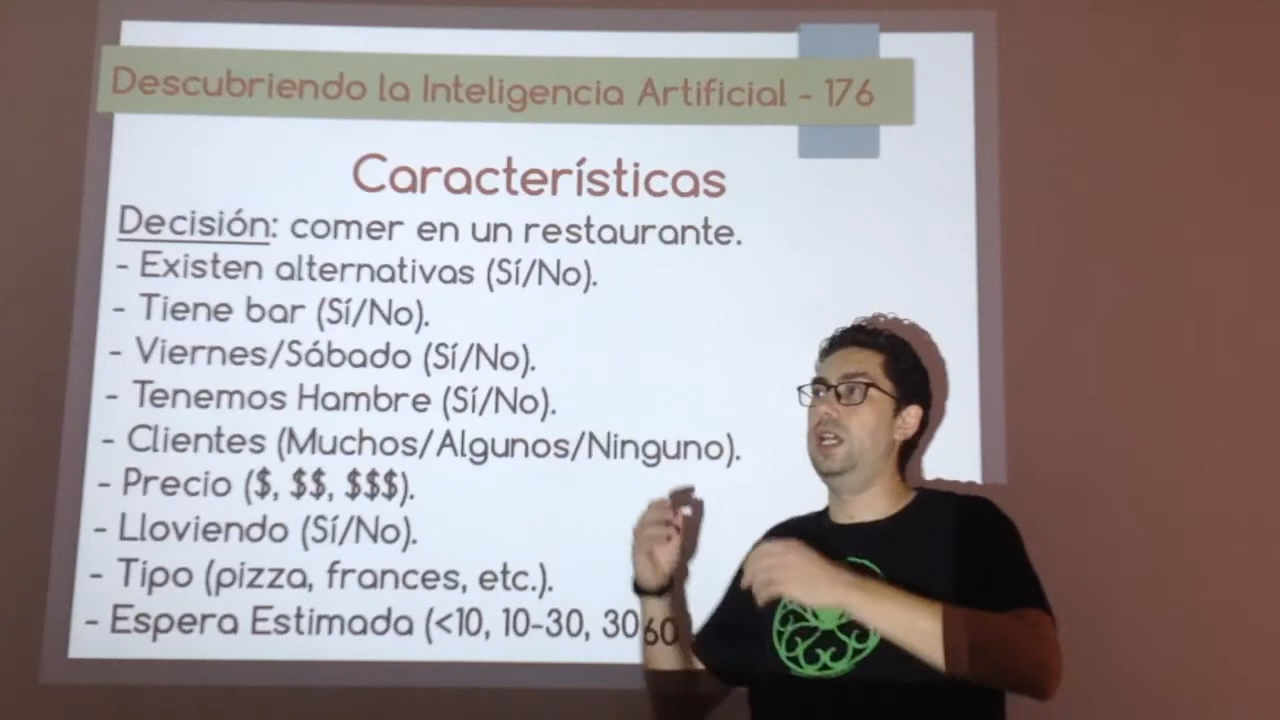 Descubriendo la Inteligencia Artificial - 176
Características
Decisión: comer en un restaurante.
- Existen alternativas (Sí/No).
- Tiene bar (Sí/No).
- Viernes/Sábado (Sí/No).
- Tenemos Hambre (Sí/No).
- Clientes (Muchos/Algunos/Ninguno).
- Precio ($, $$, $$$).
- Lloviendo (Sí/No).
- Tipo (pizza, frances, etc.).
- Espera Estimada (<10, 10-30, 30 60